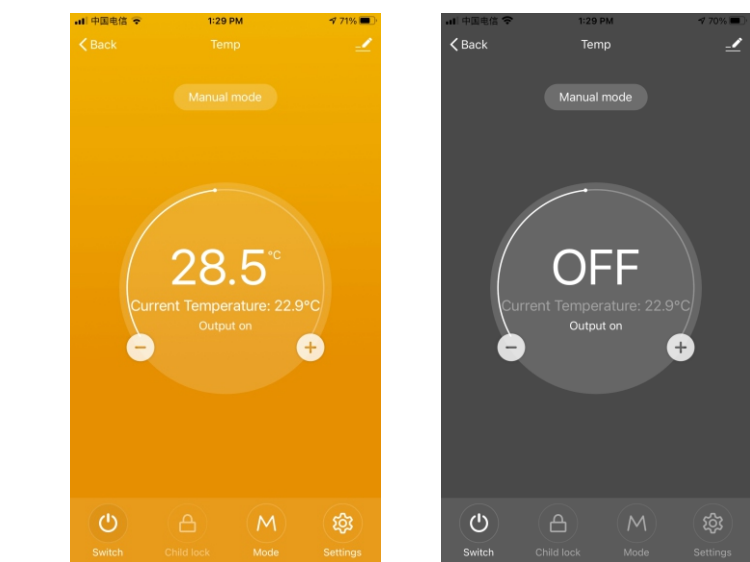 中国电信 1:29 PM 71%
Back Temp
Manual mode
28.5°C
Current Temperature: 22.9°C
Output on
− +
Switch Child lock M Mode Settings
中国电信 1:29 PM 70%
Back Temp
Manual mode
OFF
Current Temperature: 22.9°C
Output on
− +
Switch Child lock M Mode Settings